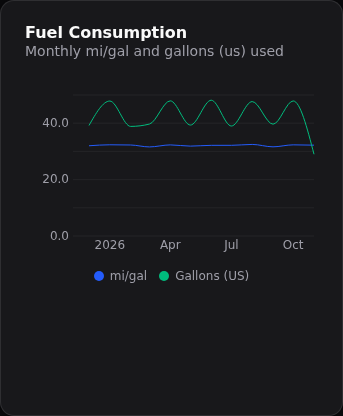 Fuel Consumption
Monthly mi/gal and gallons (us) used
40.0
20.0
0.0
2026 Apr Jul Oct
mi/gal Gallons (US)